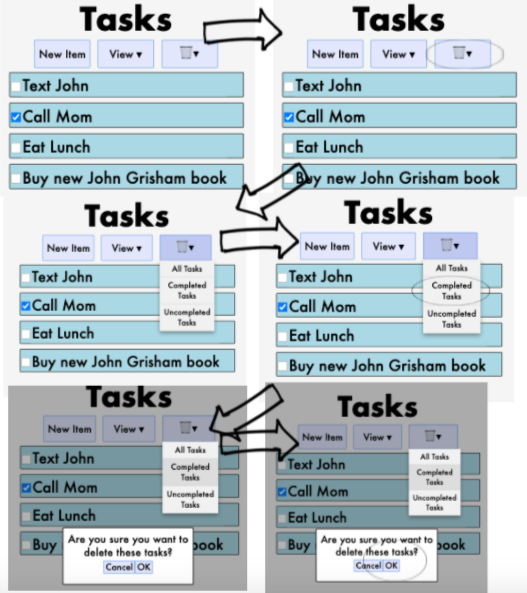 Tasks
New Item View ▾ ▾
Text John
Call Mom
Eat Lunch
Buy new John Grisham book
Tasks
New Item View ▾ ▾
Text John
Call Mom
Eat Lunch
Buy new John Grisham book
Tasks
New Item View ▾ ▾
All Tasks
Completed
Tasks
Uncompleted
Tasks
Text John
Call Mom
Eat Lunch
Buy new John Grisham book
Tasks
New Item View ▾ ▾
All Tasks
Completed
Tasks
Uncompleted
Tasks
Text John
Call Mom
Eat Lunch
Buy new John Grisham book
Tasks
New Item View ▾ ▾
All Tasks
Completed
Tasks
Uncompleted
Tasks
Text John
Call Mom
Eat Lunch
Buy book
Are you sure you want to
delete these tasks?
Cancel OK
Tasks
New Item View ▾ ▾
All Tasks
Completed
Tasks
Uncompleted
Tasks
Text John
Call Mom
Eat Lunch
Buy book
Are you sure you want to
delete these tasks?
Cancel OK